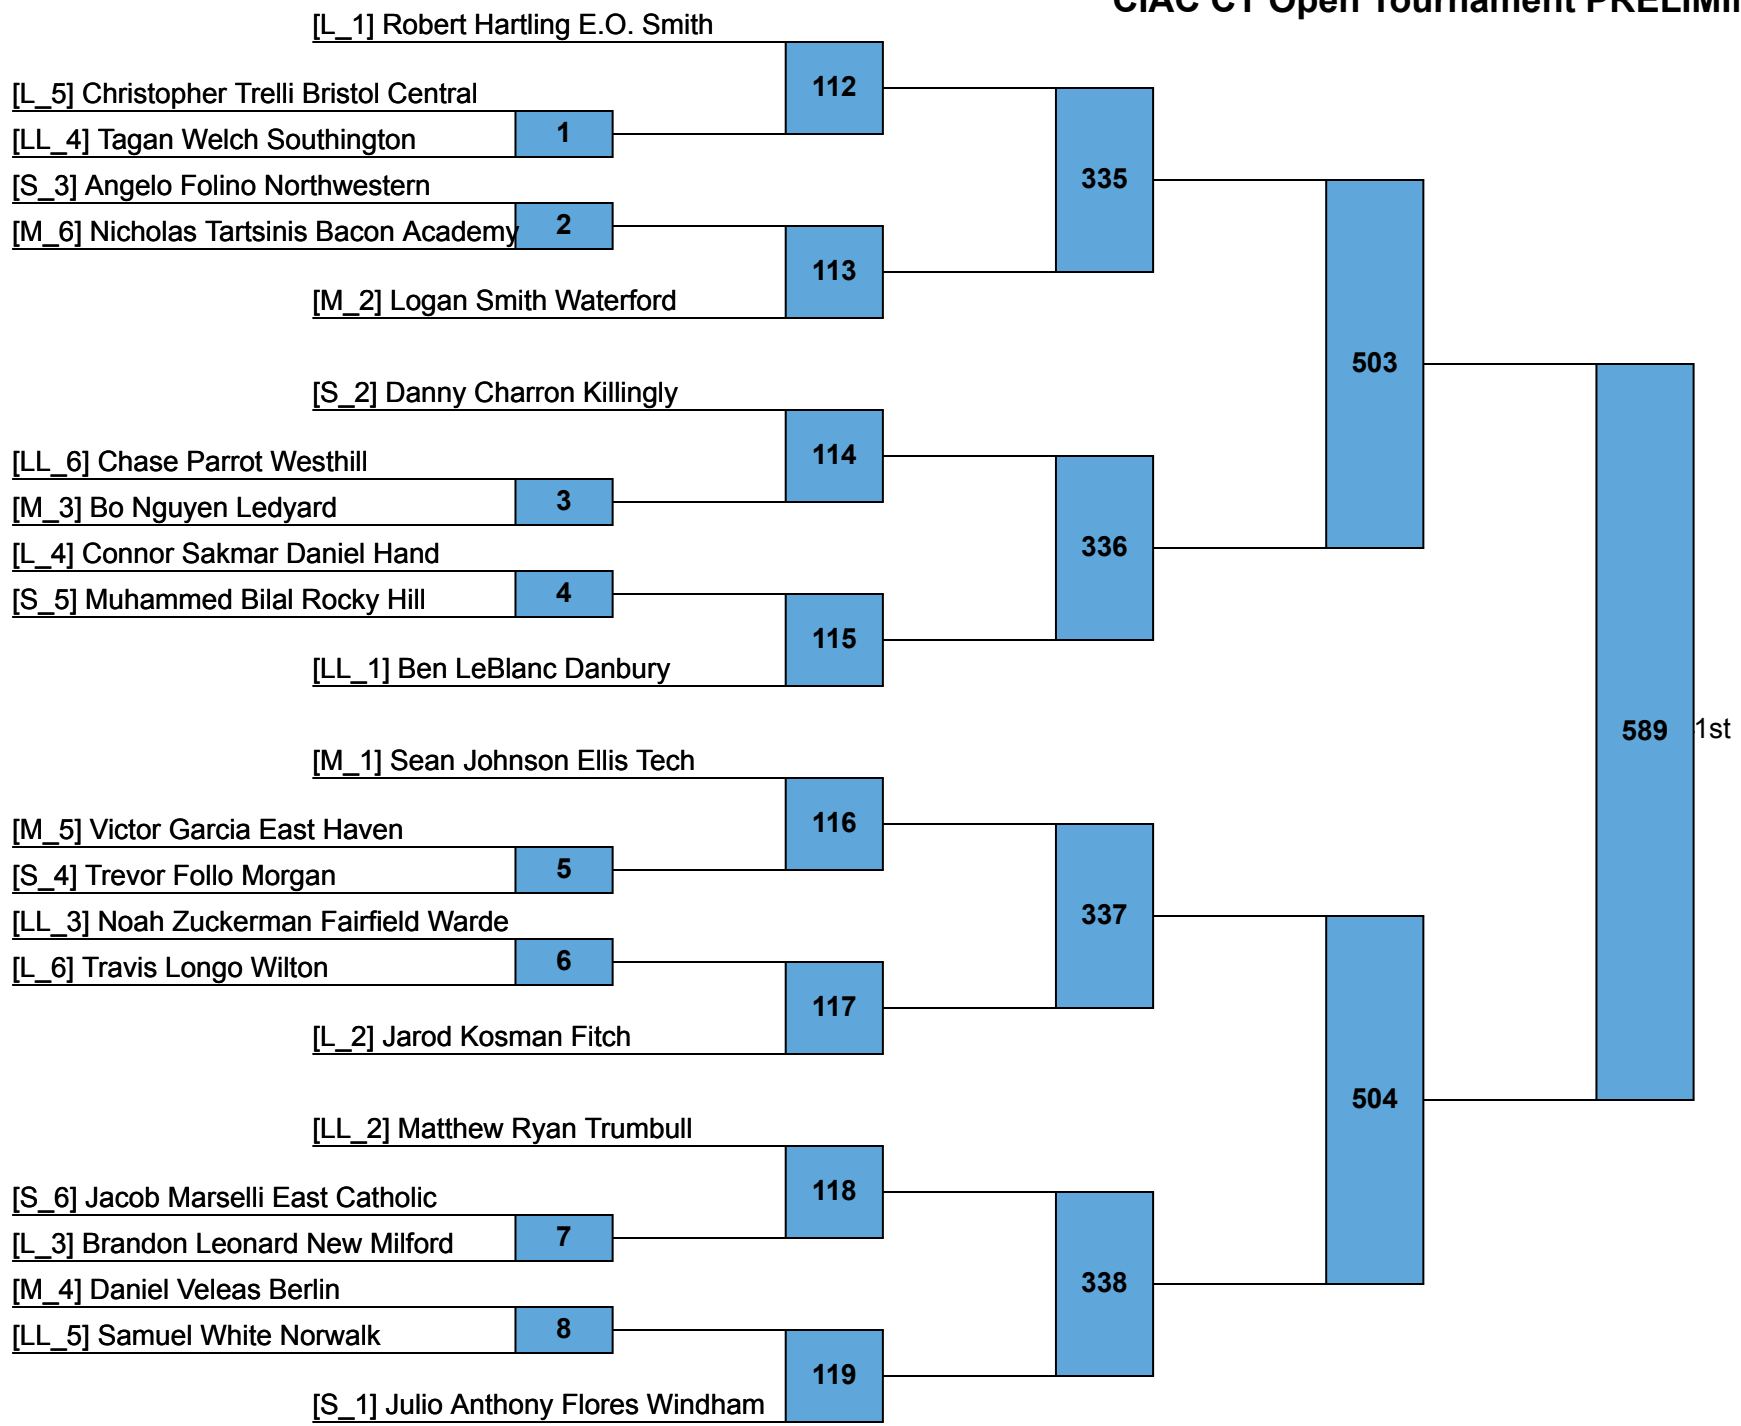 CIAC CT Open Tournament
[L_1] Robert Hartling E.O. Smith
112
[L_5] Christopher Trelli Bristol Central
1
[LL_4] Tagan Welch Southington
335
[S_3] Angelo Folino Northwestern
2
[M_6] Nicholas Tartsinis Bacon Academy
113
[M_2] Logan Smith Waterford
503
[S_2] Danny Charron Killingly
114
[LL_6] Chase Parrot Westhill
3
[M_3] Bo Nguyen Ledyard
336
[L_4] Connor Sakmar Daniel Hand
4
[S_5] Muhammed Bilal Rocky Hill
115
[LL_1] Ben LeBlanc Danbury
589
1st
[M_1] Sean Johnson Ellis Tech
116
[M_5] Victor Garcia East Haven
5
[S_4] Trevor Follo Morgan
337
[LL_3] Noah Zuckerman Fairfield Warde
6
[L_6] Travis Longo Wilton
117
[L_2] Jarod Kosman Fitch
504
[LL_2] Matthew Ryan Trumbull
118
[S_6] Jacob Marselli East Catholic
7
[L_3] Brandon Leonard New Milford
338
[M_4] Daniel Veleas Berlin
8
[LL_5] Samuel White Norwalk
119
[S_1] Julio Anthony Flores Windham